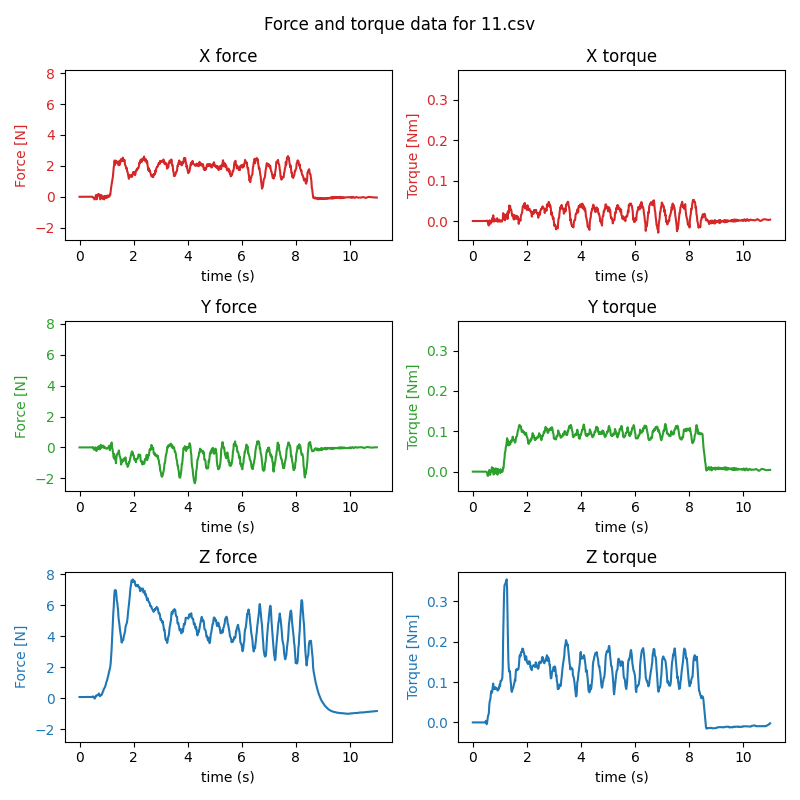 Force and torque data for 11.csv
X force
Force [N]
8
6
4
2
0
−2
0 2 4 6 8 10
time (s)
X torque
Torque [Nm]
0.3
0.2
0.1
0.0
0 2 4 6 8 10
time (s)
Y force
Force [N]
8
6
4
2
0
−2
0 2 4 6 8 10
time (s)
Y torque
Torque [Nm]
0.3
0.2
0.1
0.0
0 2 4 6 8 10
time (s)
Z force
Force [N]
8
6
4
2
0
−2
0 2 4 6 8 10
time (s)
Z torque
Torque [Nm]
0.3
0.2
0.1
0.0
0 2 4 6 8 10
time (s)